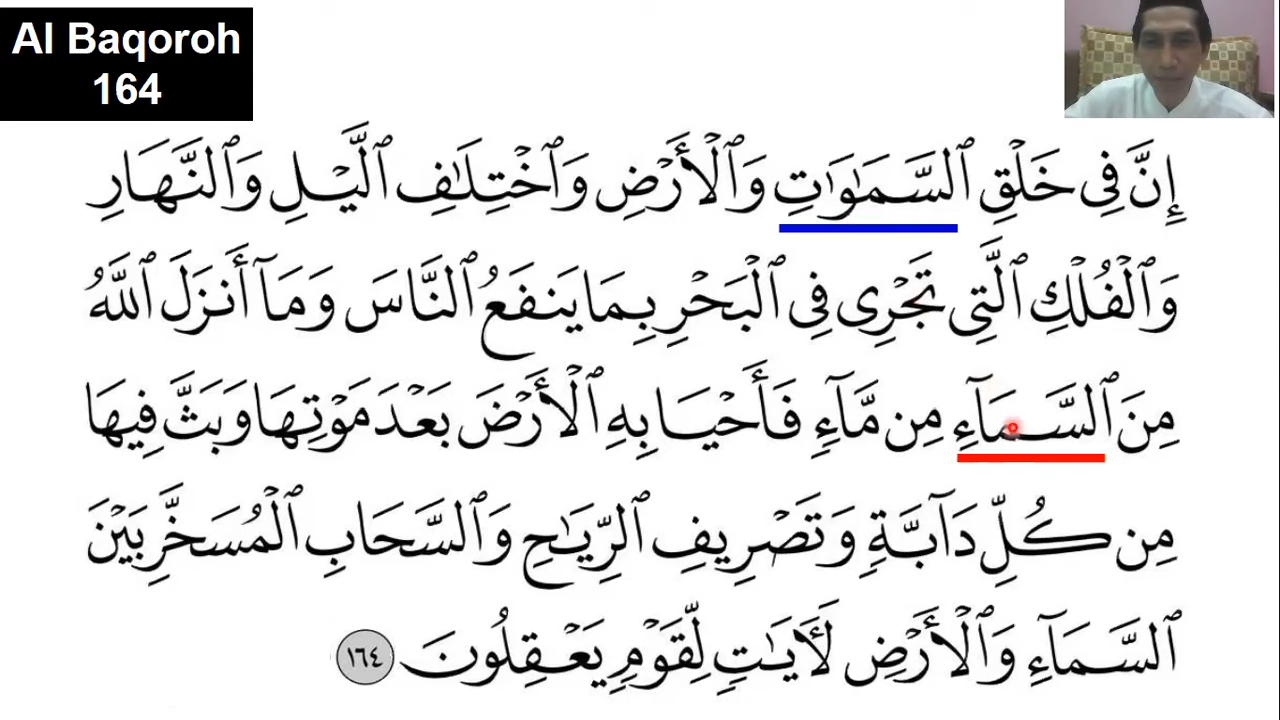 Al Baqoroh
164
إِنَّ فِى خَلْقِ ٱلسَّمَـٰوَٰتِ وَٱلْأَرْضِ وَٱخْتِلَـٰفِ ٱلَّيْلِ وَٱلنَّهَارِ
وَٱلْفُلْكِ ٱلَّتِى تَجْرِى فِى ٱلْبَحْرِ بِمَا يَنفَعُ ٱلنَّاسَ وَمَآ أَنزَلَ ٱللَّهُ
مِنَ ٱلسَّمَآءِ مِن مَّآءٍ فَأَحْيَا بِهِ ٱلْأَرْضَ بَعْدَ مَوْتِهَا وَبَثَّ فِيهَا
مِن كُلِّ دَآبَّةٍ وَتَصْرِيفِ ٱلرِّيَـٰحِ وَٱلسَّحَابِ ٱلْمُسَخَّرِ بَيْنَ
ٱلسَّمَآءِ وَٱلْأَرْضِ لَـَٔايَـٰتٍ لِّقَوْمٍ يَعْقِلُونَ ١٦٤